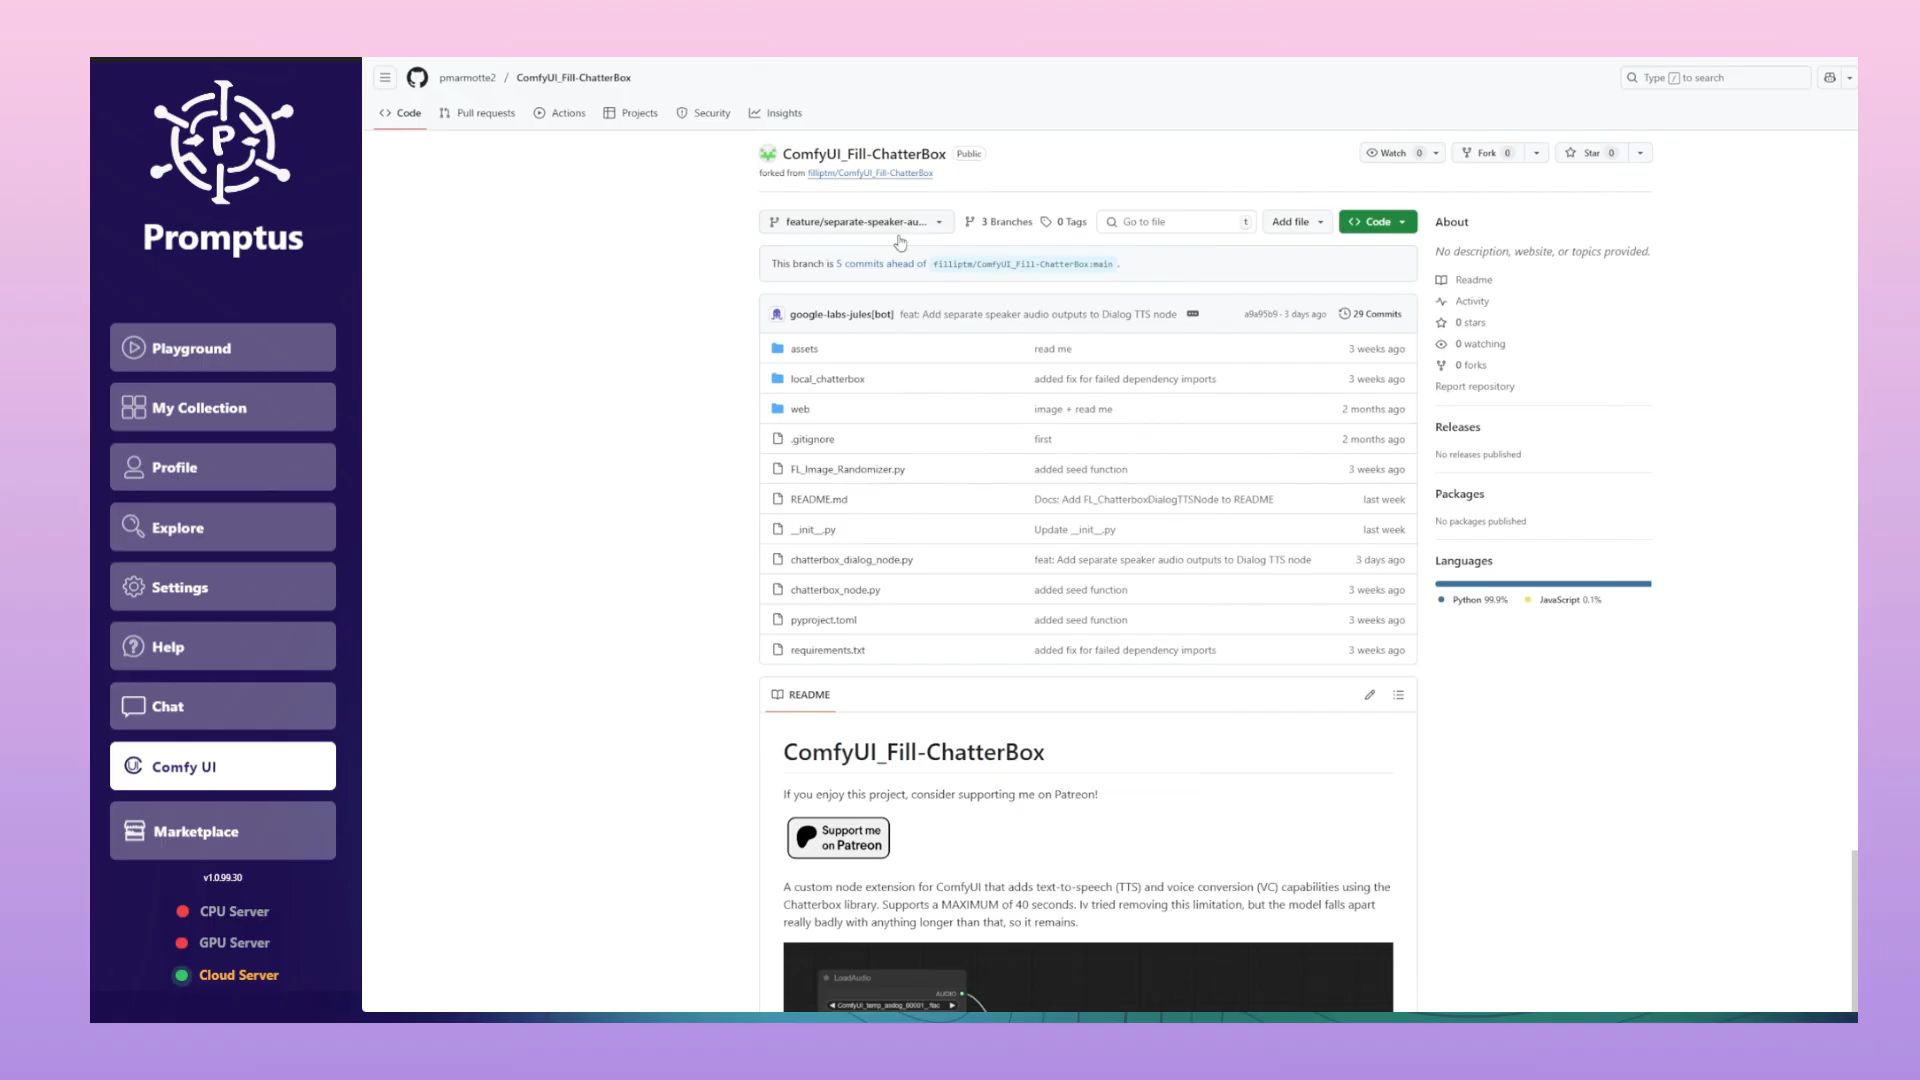 P
Promptus
Playground
My Collection
Profile
Explore
Settings
Help
Chat
Comfy UI
Marketplace
v1.0.99.30
CPU Server
GPU Server
Cloud Server
pmarmotte2 / ComfyUI_Fill-ChatterBox
Type / to search
Code Pull requests Actions Projects Security Insights
ComfyUI_Fill-ChatterBox Public
forked from filliptm/ComfyUI_Fill-ChatterBox
Watch 0 Fork 0 Star 0
feature/separate-speaker-au... 3 Branches 0 Tags Go to file t Add file Code
This branch is 5 commits ahead of filliptm/ComfyUI_Fill-ChatterBox:main .
google-labs-jules[bot] feat: Add separate speaker audio outputs to Dialog TTS node a9a95b9 · 3 days ago 29 Commits
assets read me 3 weeks ago
local_chatterbox added fix for failed dependency imports 3 weeks ago
web image + read me 2 months ago
.gitignore first 2 months ago
FL_Image_Randomizer.py added seed function 3 weeks ago
README.md Docs: Add FL_ChatterboxDialogTTSNode to README last week
__init__.py Update __init__.py last week
chatterbox_dialog_node.py feat: Add separate speaker audio outputs to Dialog TTS node 3 days ago
chatterbox_node.py added seed function 3 weeks ago
pyproject.toml added seed function 3 weeks ago
requirements.txt added fix for failed dependency imports 3 weeks ago
README
ComfyUI_Fill-ChatterBox
If you enjoy this project, consider supporting me on Patreon!
Support me
on Patreon
A custom node extension for ComfyUI that adds text-to-speech (TTS) and voice conversion (VC) capabilities using the
Chatterbox library. Supports a MAXIMUM of 40 seconds. Iv tried removing this limitation, but the model falls apart
really badly with anything longer than that, so it remains.
LoadAudio
AUDIO
ComfyUI_temp_asdog_00001_.flac
About
No description, website, or topics provided.
Readme
Activity
0 stars
0 watching
0 forks
Report repository
Releases
No releases published
Packages
No packages published
Languages
Python 99.9% JavaScript 0.1%